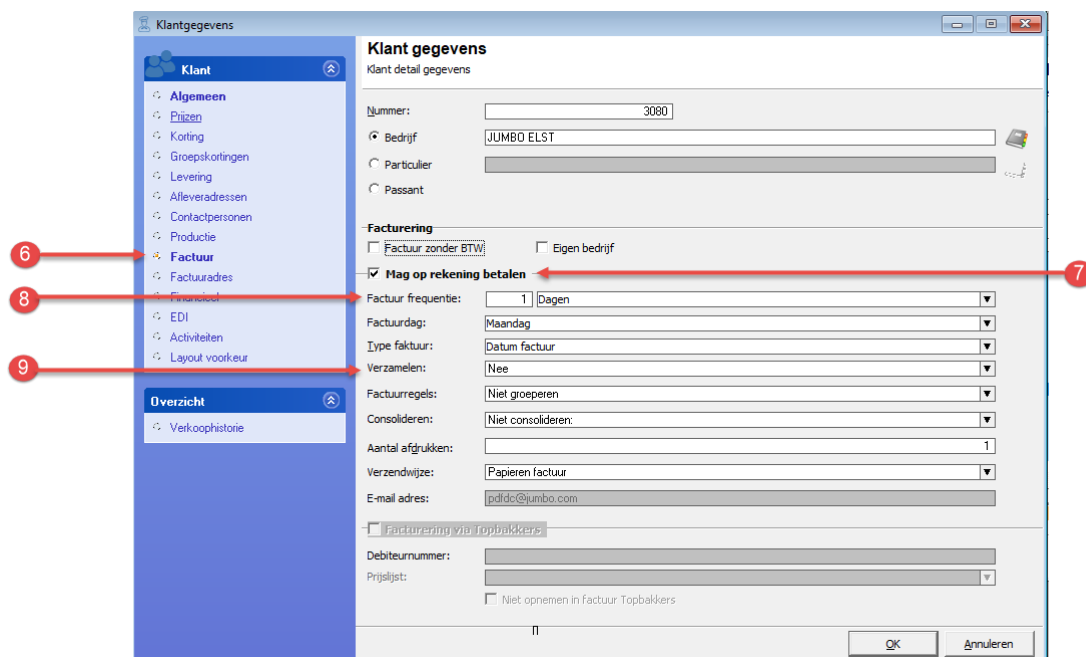 Klantgegevens
Klant
Algemeen
Prijzen
Korting
Groepskortingen
Levering
Afleveradressen
Contactpersonen
Productie
6
Factuur
Factuuradres
8
Financieel
EDI
Activiteiten
9
Layout voorkeur
Overzicht
Verkoophistorie
Klant gegevens
Klant detail gegevens
Nummer: 3080
Bedrijf JUMBO ELST
Particulier
Passant
Facturering
Factuur zonder BTW Eigen bedrijf
Mag op rekening betalen 7
Factuur frequentie: 1 Dagen
Factuurdag: Maandag
Type faktuur: Datum factuur
Verzamelen: Nee
Factuurregels: Niet groeperen
Consolideren: Niet consolideren:
Aantal afdrukken: 1
Verzendwijze: Papieren factuur
E-mail adres: pdfdc@jumbo.com
Facturering via Topbakkers
Debiteurnummer:
Prijslijst:
Niet opnemen in factuur Topbakkers
OK Annuleren